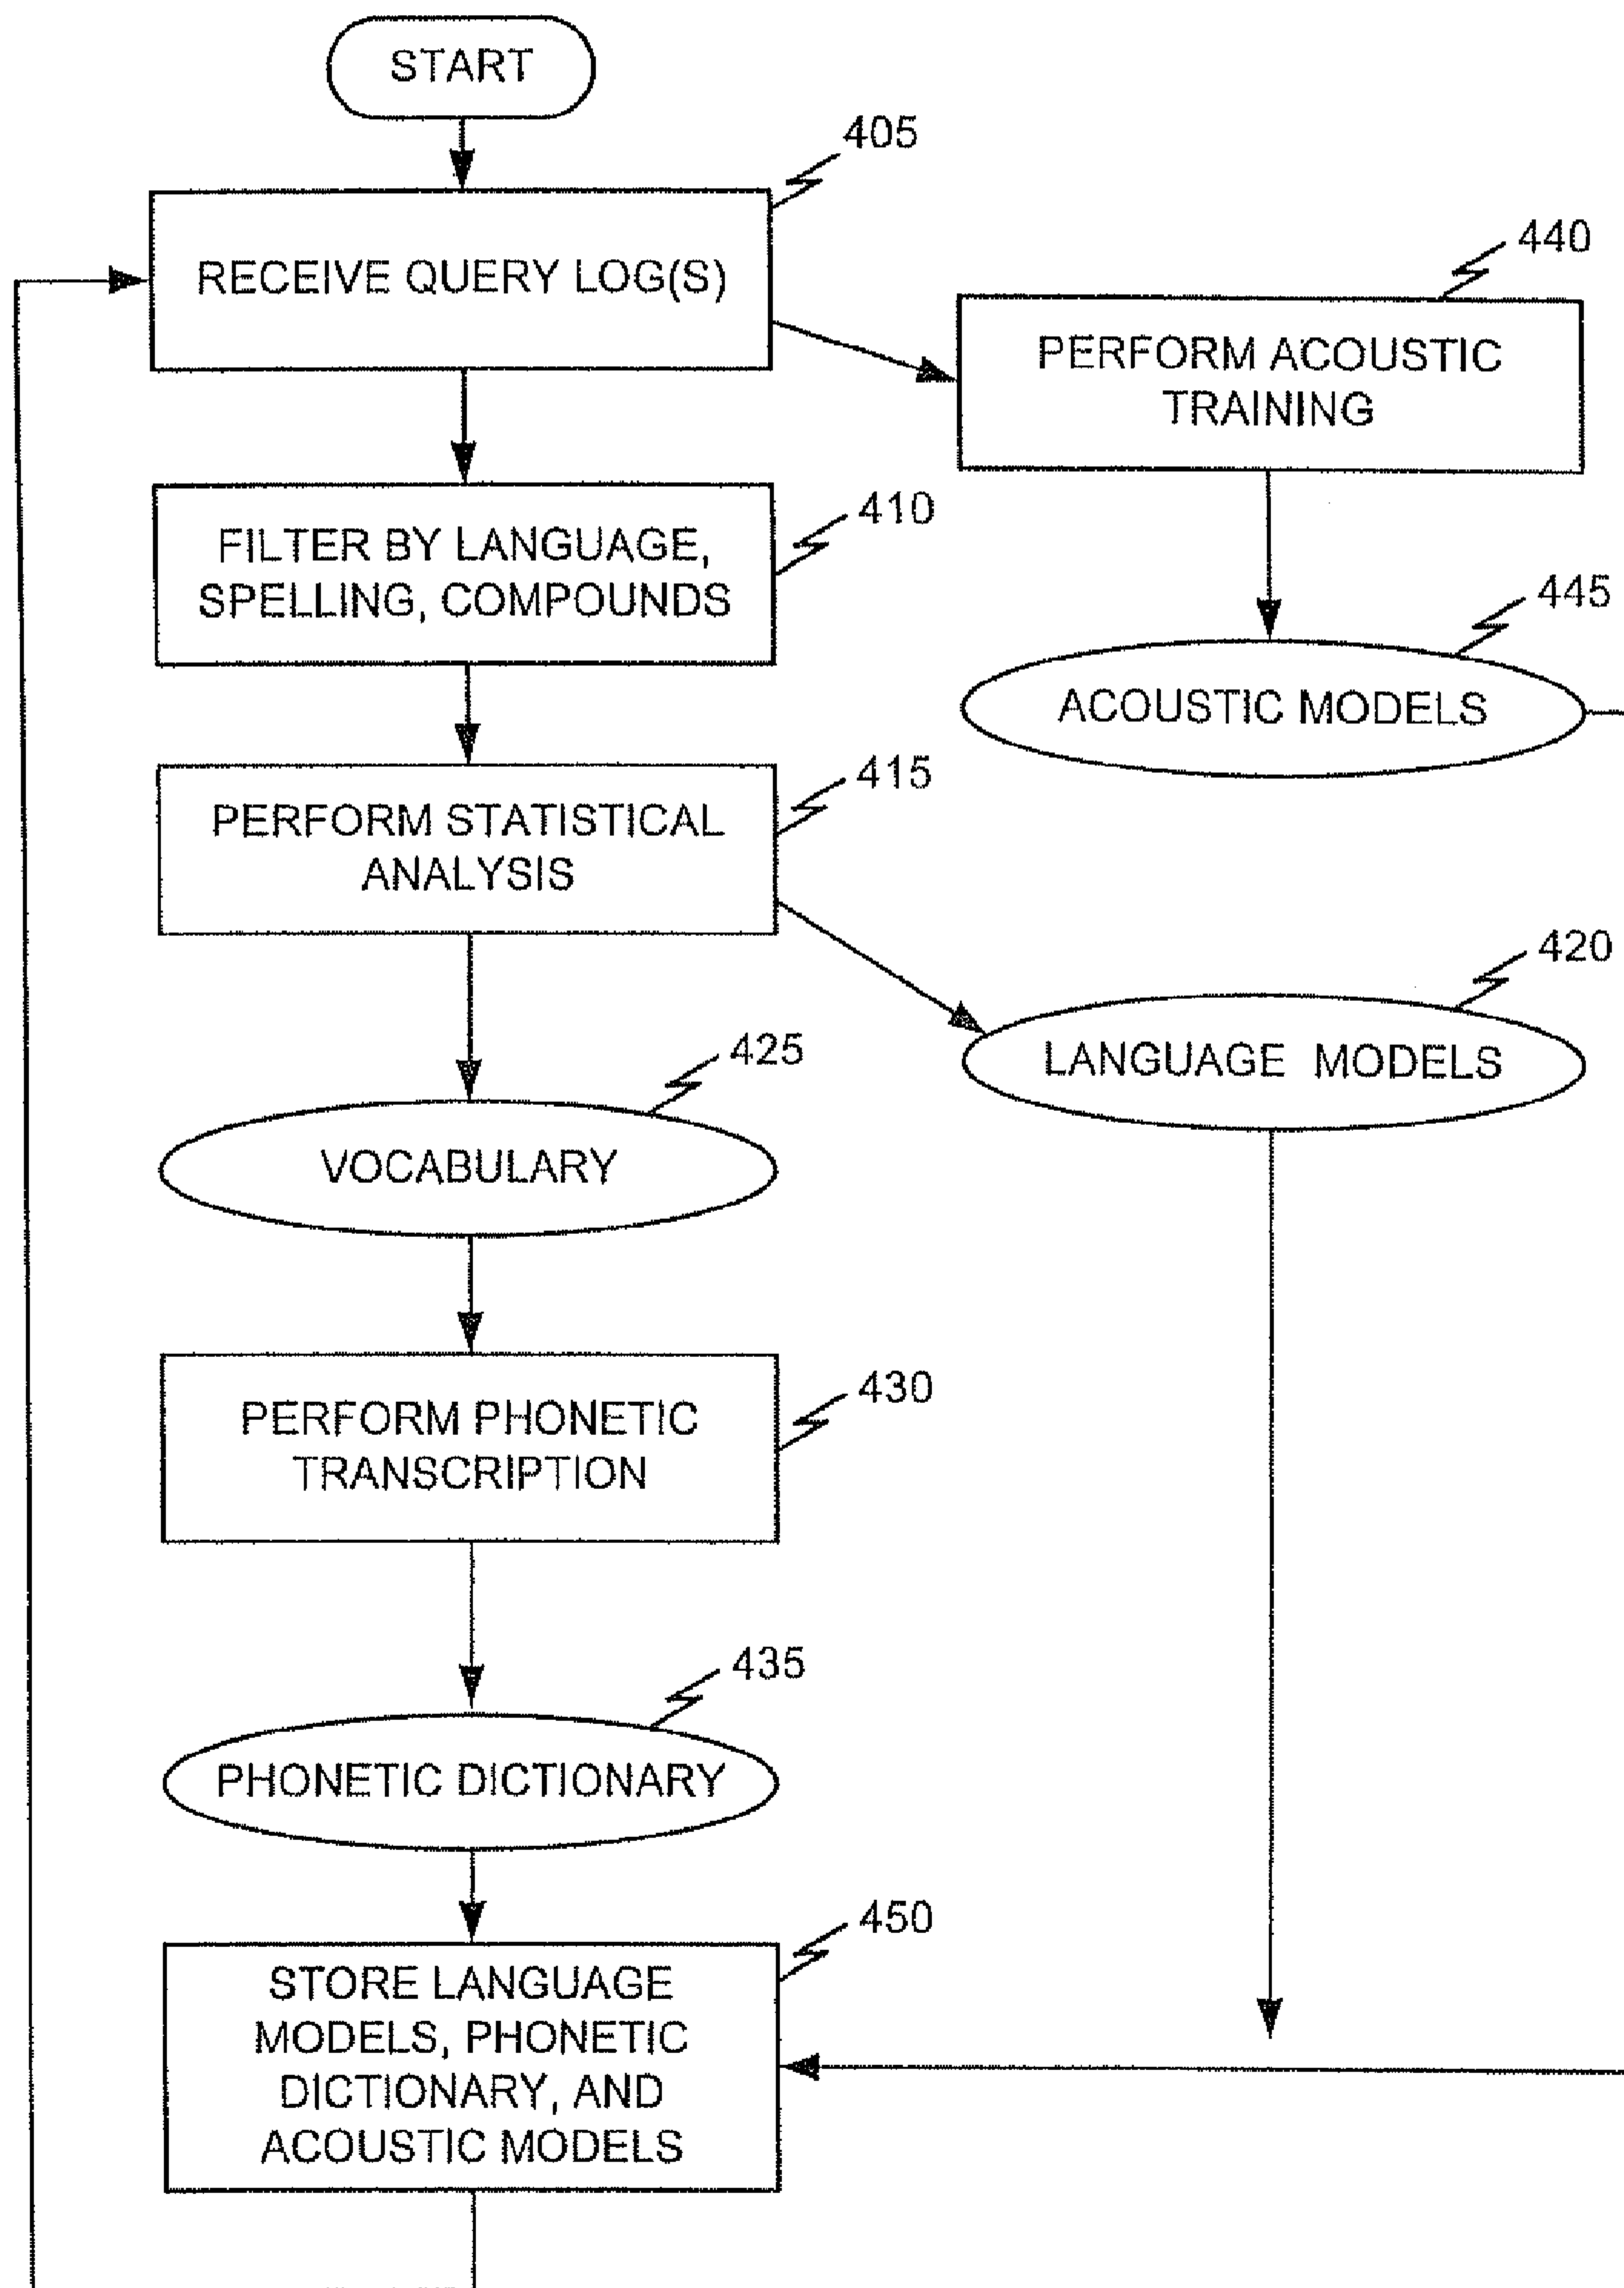 START
405
RECEIVE QUERY LOG(S)
440
PERFORM ACOUSTIC
TRAINING
410
FILTER BY LANGUAGE,
SPELLING, COMPOUNDS
445
ACOUSTIC MODELS
415
PERFORM STATISTICAL
ANALYSIS
420
LANGUAGE MODELS
425
VOCABULARY
430
PERFORM PHONETIC
TRANSCRIPTION
435
PHONETIC DICTIONARY
450
STORE LANGUAGE
MODELS, PHONETIC
DICTIONARY, AND
ACOUSTIC MODELS